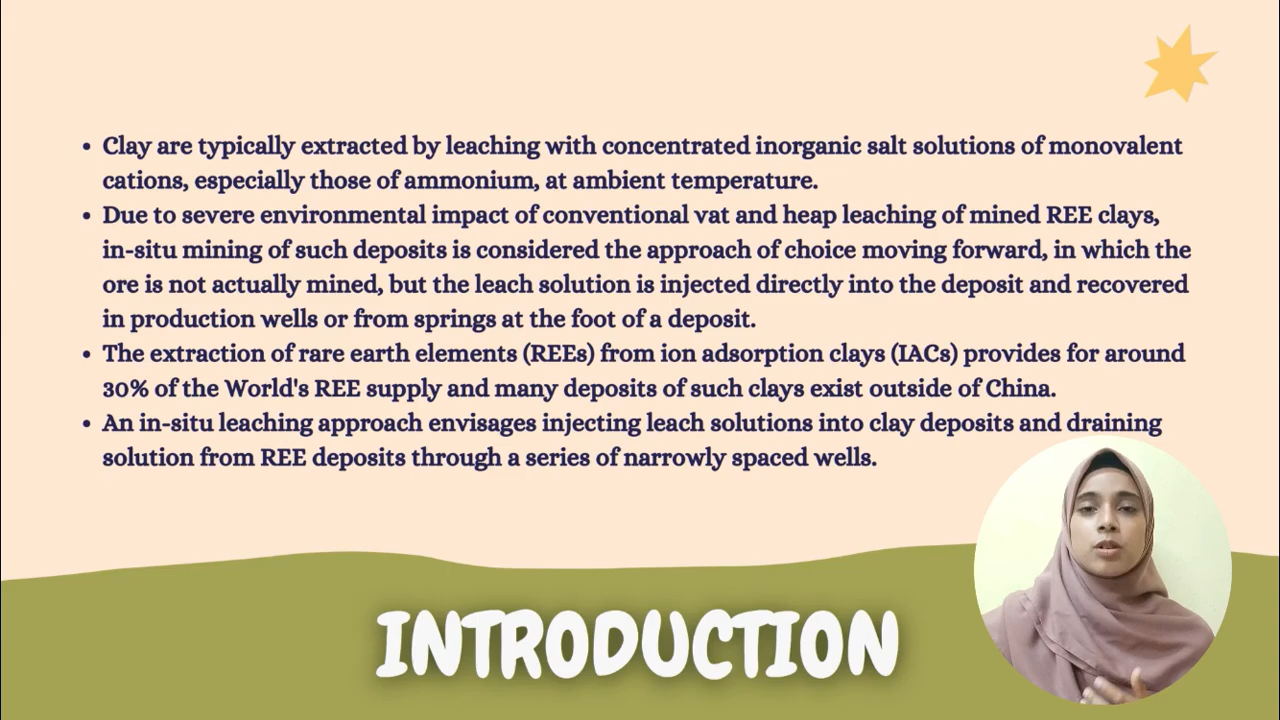 • Clay are typically extracted by leaching with concentrated inorganic salt solutions of monovalent
cations, especially those of ammonium, at ambient temperature.
• Due to severe environmental impact of conventional vat and heap leaching of mined REE clays,
in-situ mining of such deposits is considered the approach of choice moving forward, in which the
ore is not actually mined, but the leach solution is injected directly into the deposit and recovered
in production wells or from springs at the foot of a deposit.
• The extraction of rare earth elements (REEs) from ion adsorption clays (IACs) provides for around
30% of the World's REE supply and many deposits of such clays exist outside of China.
• An in-situ leaching approach envisages injecting leach solutions into clay deposits and draining
solution from REE deposits through a series of narrowly spaced wells.
INTRODUCTION